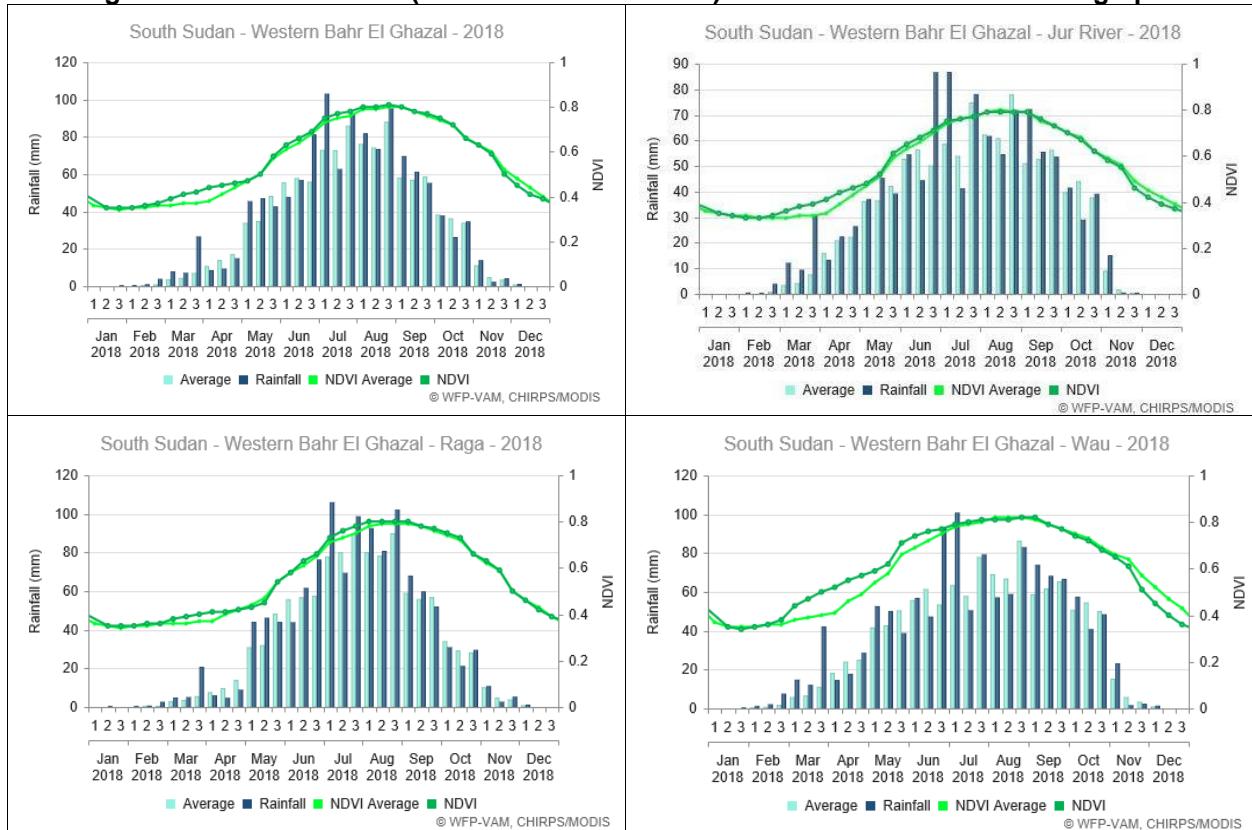 South Sudan - Western Bahr El Ghazal - 2018
120
100
80
60
40
20
0
Rainfall (mm)
1
0.8
0.6
0.4
0.2
0
NDVI
1 2 3 1 2 3 1 2 3 1 2 3 1 2 3 1 2 3 1 2 3 1 2 3 1 2 3 1 2 3 1 2 3 1 2 3
Jan Feb Mar Apr May Jun Jul Aug Sep Oct Nov Dec
2018 2018 2018 2018 2018 2018 2018 2018 2018 2018 2018 2018
Average Rainfall NDVI Average NDVI
© WFP-VAM, CHIRPS/MODIS
South Sudan - Western Bahr El Ghazal - Jur River - 2018
90
80
70
60
50
40
30
20
10
0
Rainfall (mm)
1
0.8
0.6
0.4
0.2
0
NDVI
1 2 3 1 2 3 1 2 3 1 2 3 1 2 3 1 2 3 1 2 3 1 2 3 1 2 3 1 2 3 1 2 3 1 2 3
Jan Feb Mar Apr May Jun Jul Aug Sep Oct Nov Dec
2018 2018 2018 2018 2018 2018 2018 2018 2018 2018 2018 2018
Average Rainfall NDVI Average NDVI
© WFP-VAM, CHIRPS/MODIS
South Sudan - Western Bahr El Ghazal - Raga - 2018
120
100
80
60
40
20
0
Rainfall (mm)
1
0.8
0.6
0.4
0.2
0
NDVI
1 2 3 1 2 3 1 2 3 1 2 3 1 2 3 1 2 3 1 2 3 1 2 3 1 2 3 1 2 3 1 2 3 1 2 3
Jan Feb Mar Apr May Jun Jul Aug Sep Oct Nov Dec
2018 2018 2018 2018 2018 2018 2018 2018 2018 2018 2018 2018
Average Rainfall NDVI Average NDVI
© WFP-VAM, CHIRPS/MODIS
South Sudan - Western Bahr El Ghazal - Wau - 2018
120
100
80
60
40
20
0
Rainfall (mm)
1
0.8
0.6
0.4
0.2
0
NDVI
1 2 3 1 2 3 1 2 3 1 2 3 1 2 3 1 2 3 1 2 3 1 2 3 1 2 3 1 2 3 1 2 3 1 2 3
Jan Feb Mar Apr May Jun Jul Aug Sep Oct Nov Dec
2018 2018 2018 2018 2018 2018 2018 2018 2018 2018 2018 2018
Average Rainfall NDVI Average NDVI
© WFP-VAM, CHIRPS/MODIS